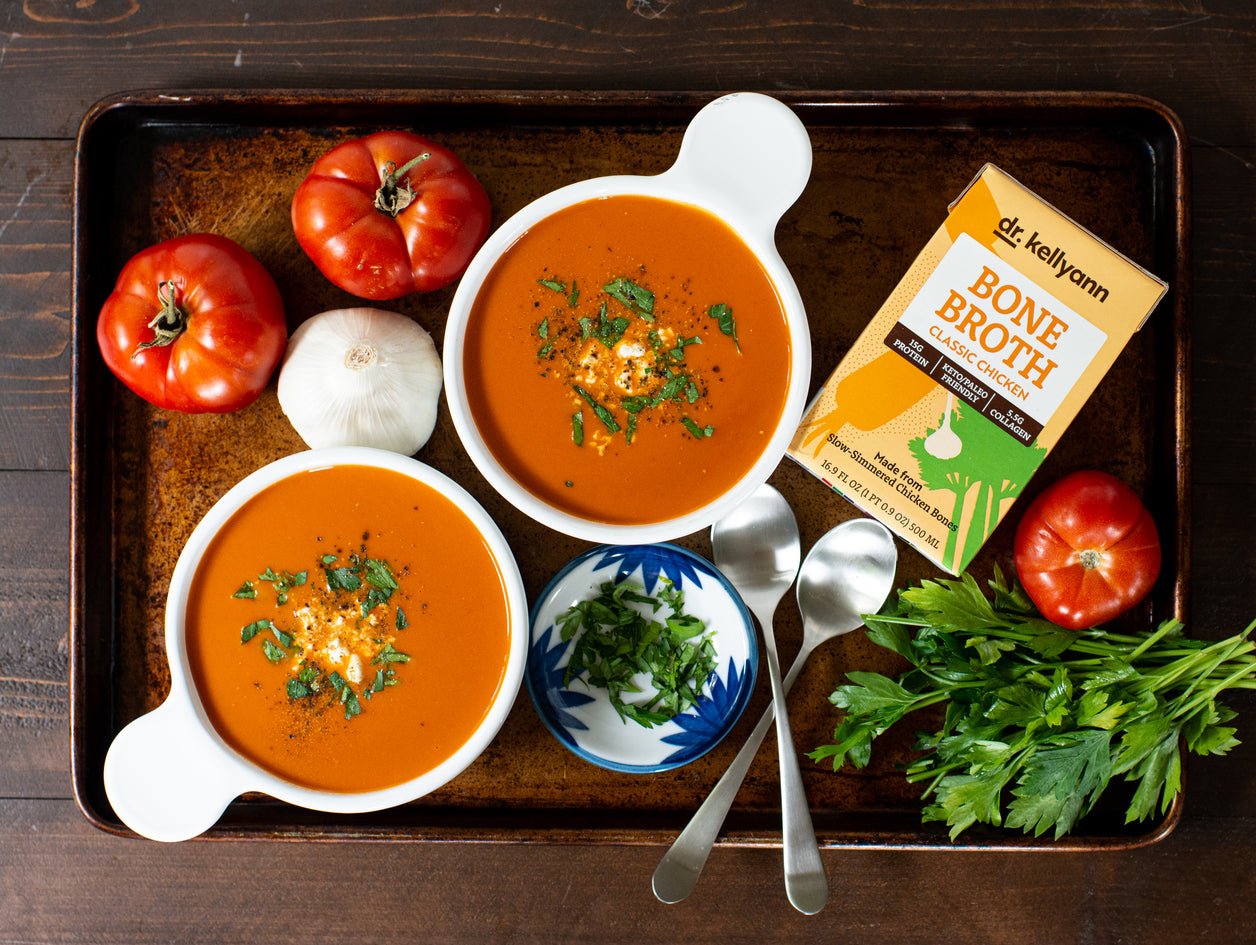 dr. kellyann
BONE
BROTH
CLASSIC CHICKEN
15G
PROTEIN
KETO/PALEO
FRIENDLY
5.5G
COLLAGEN
Made from
Slow-Simmered Chicken Bones
16.9 FL OZ (1 PT 0.9 OZ) 500 ML